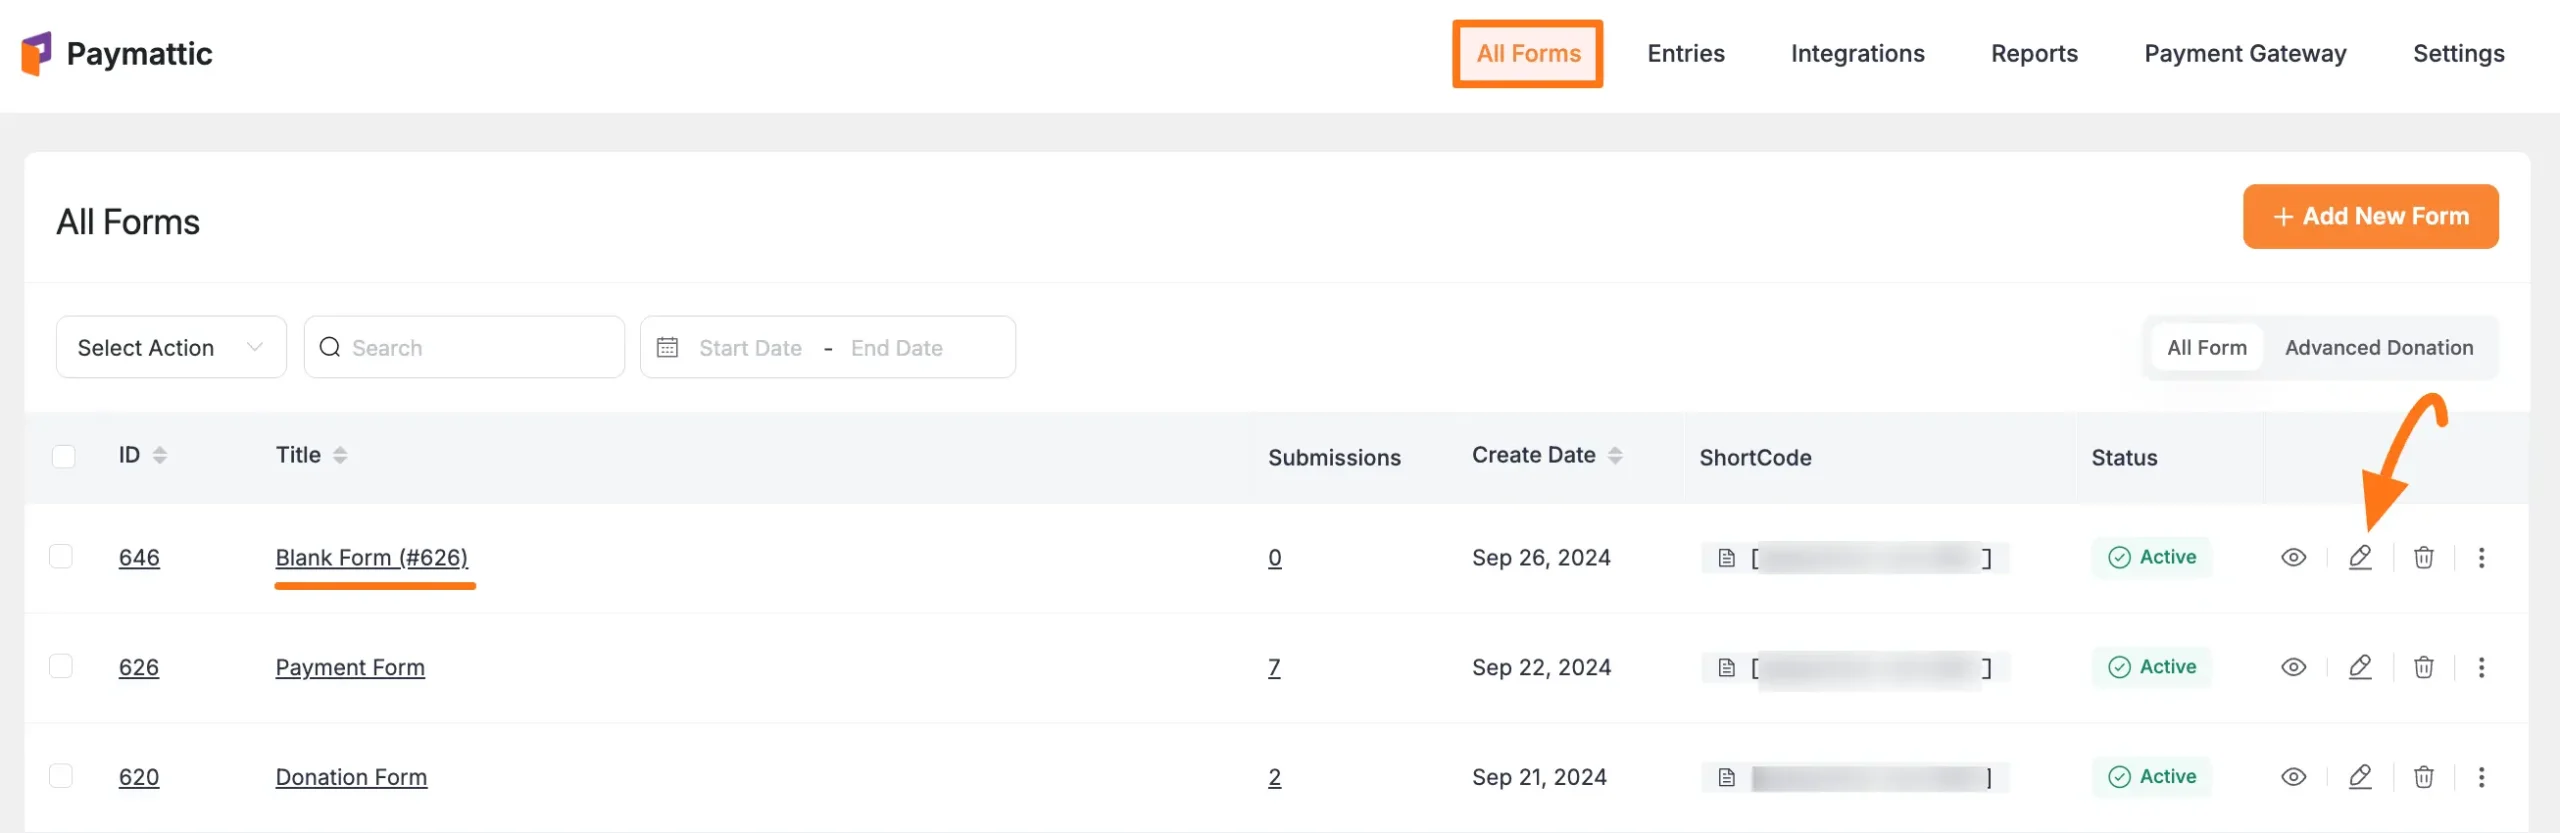 Paymattic All Forms Entries Integrations Reports Payment Gateway Settings
All Forms + Add New Form
Select Action Search Start Date - End Date All Form Advanced Donation
ID Title Submissions Create Date ShortCode Status
646 Blank Form (#626) 0 Sep 26, 2024 [ ] Active
626 Payment Form 7 Sep 22, 2024 [ ] Active
620 Donation Form 2 Sep 21, 2024 ] Active